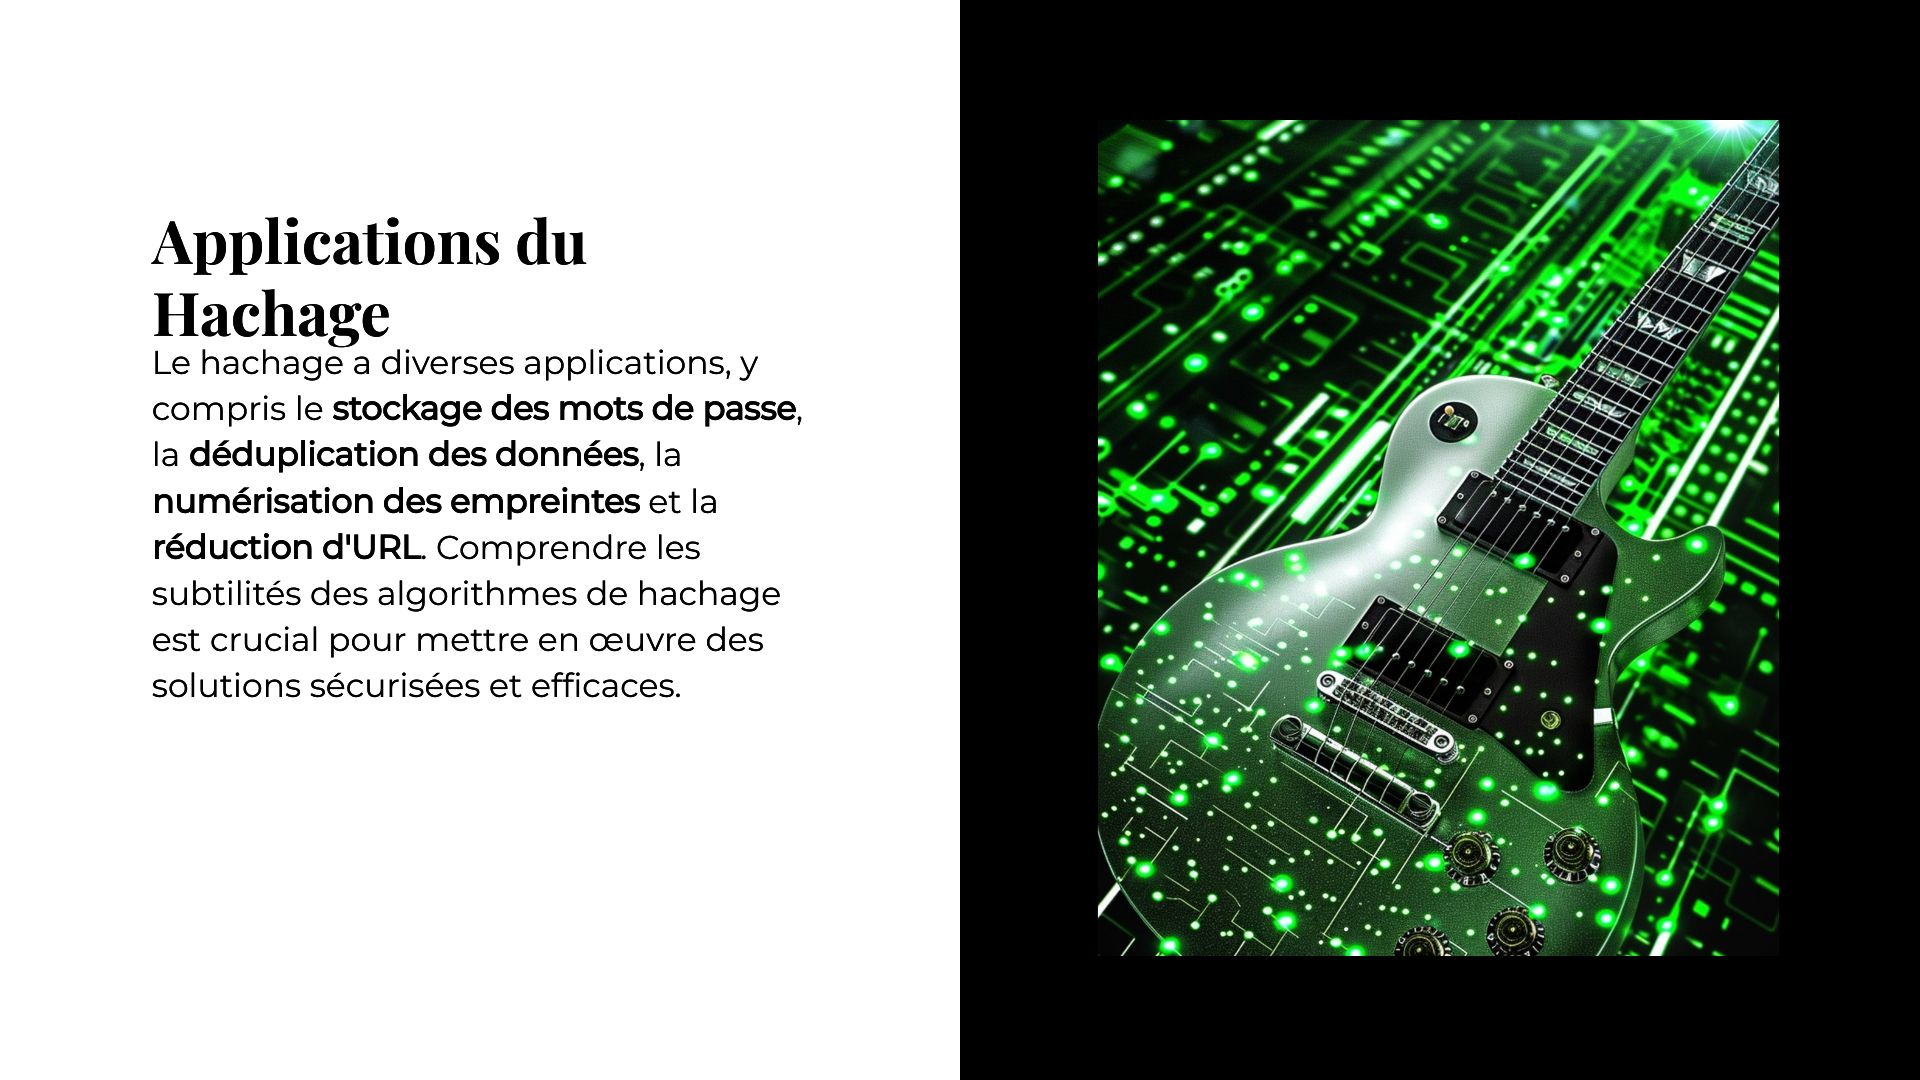 Applications du
Hachage
Le hachage a diverses applications, y
compris le stockage des mots de passe,
la déduplication des données, la
numérisation des empreintes et la
réduction d'URL. Comprendre les
subtilités des algorithmes de hachage
est crucial pour mettre en œuvre des
solutions sécurisées et efficaces.